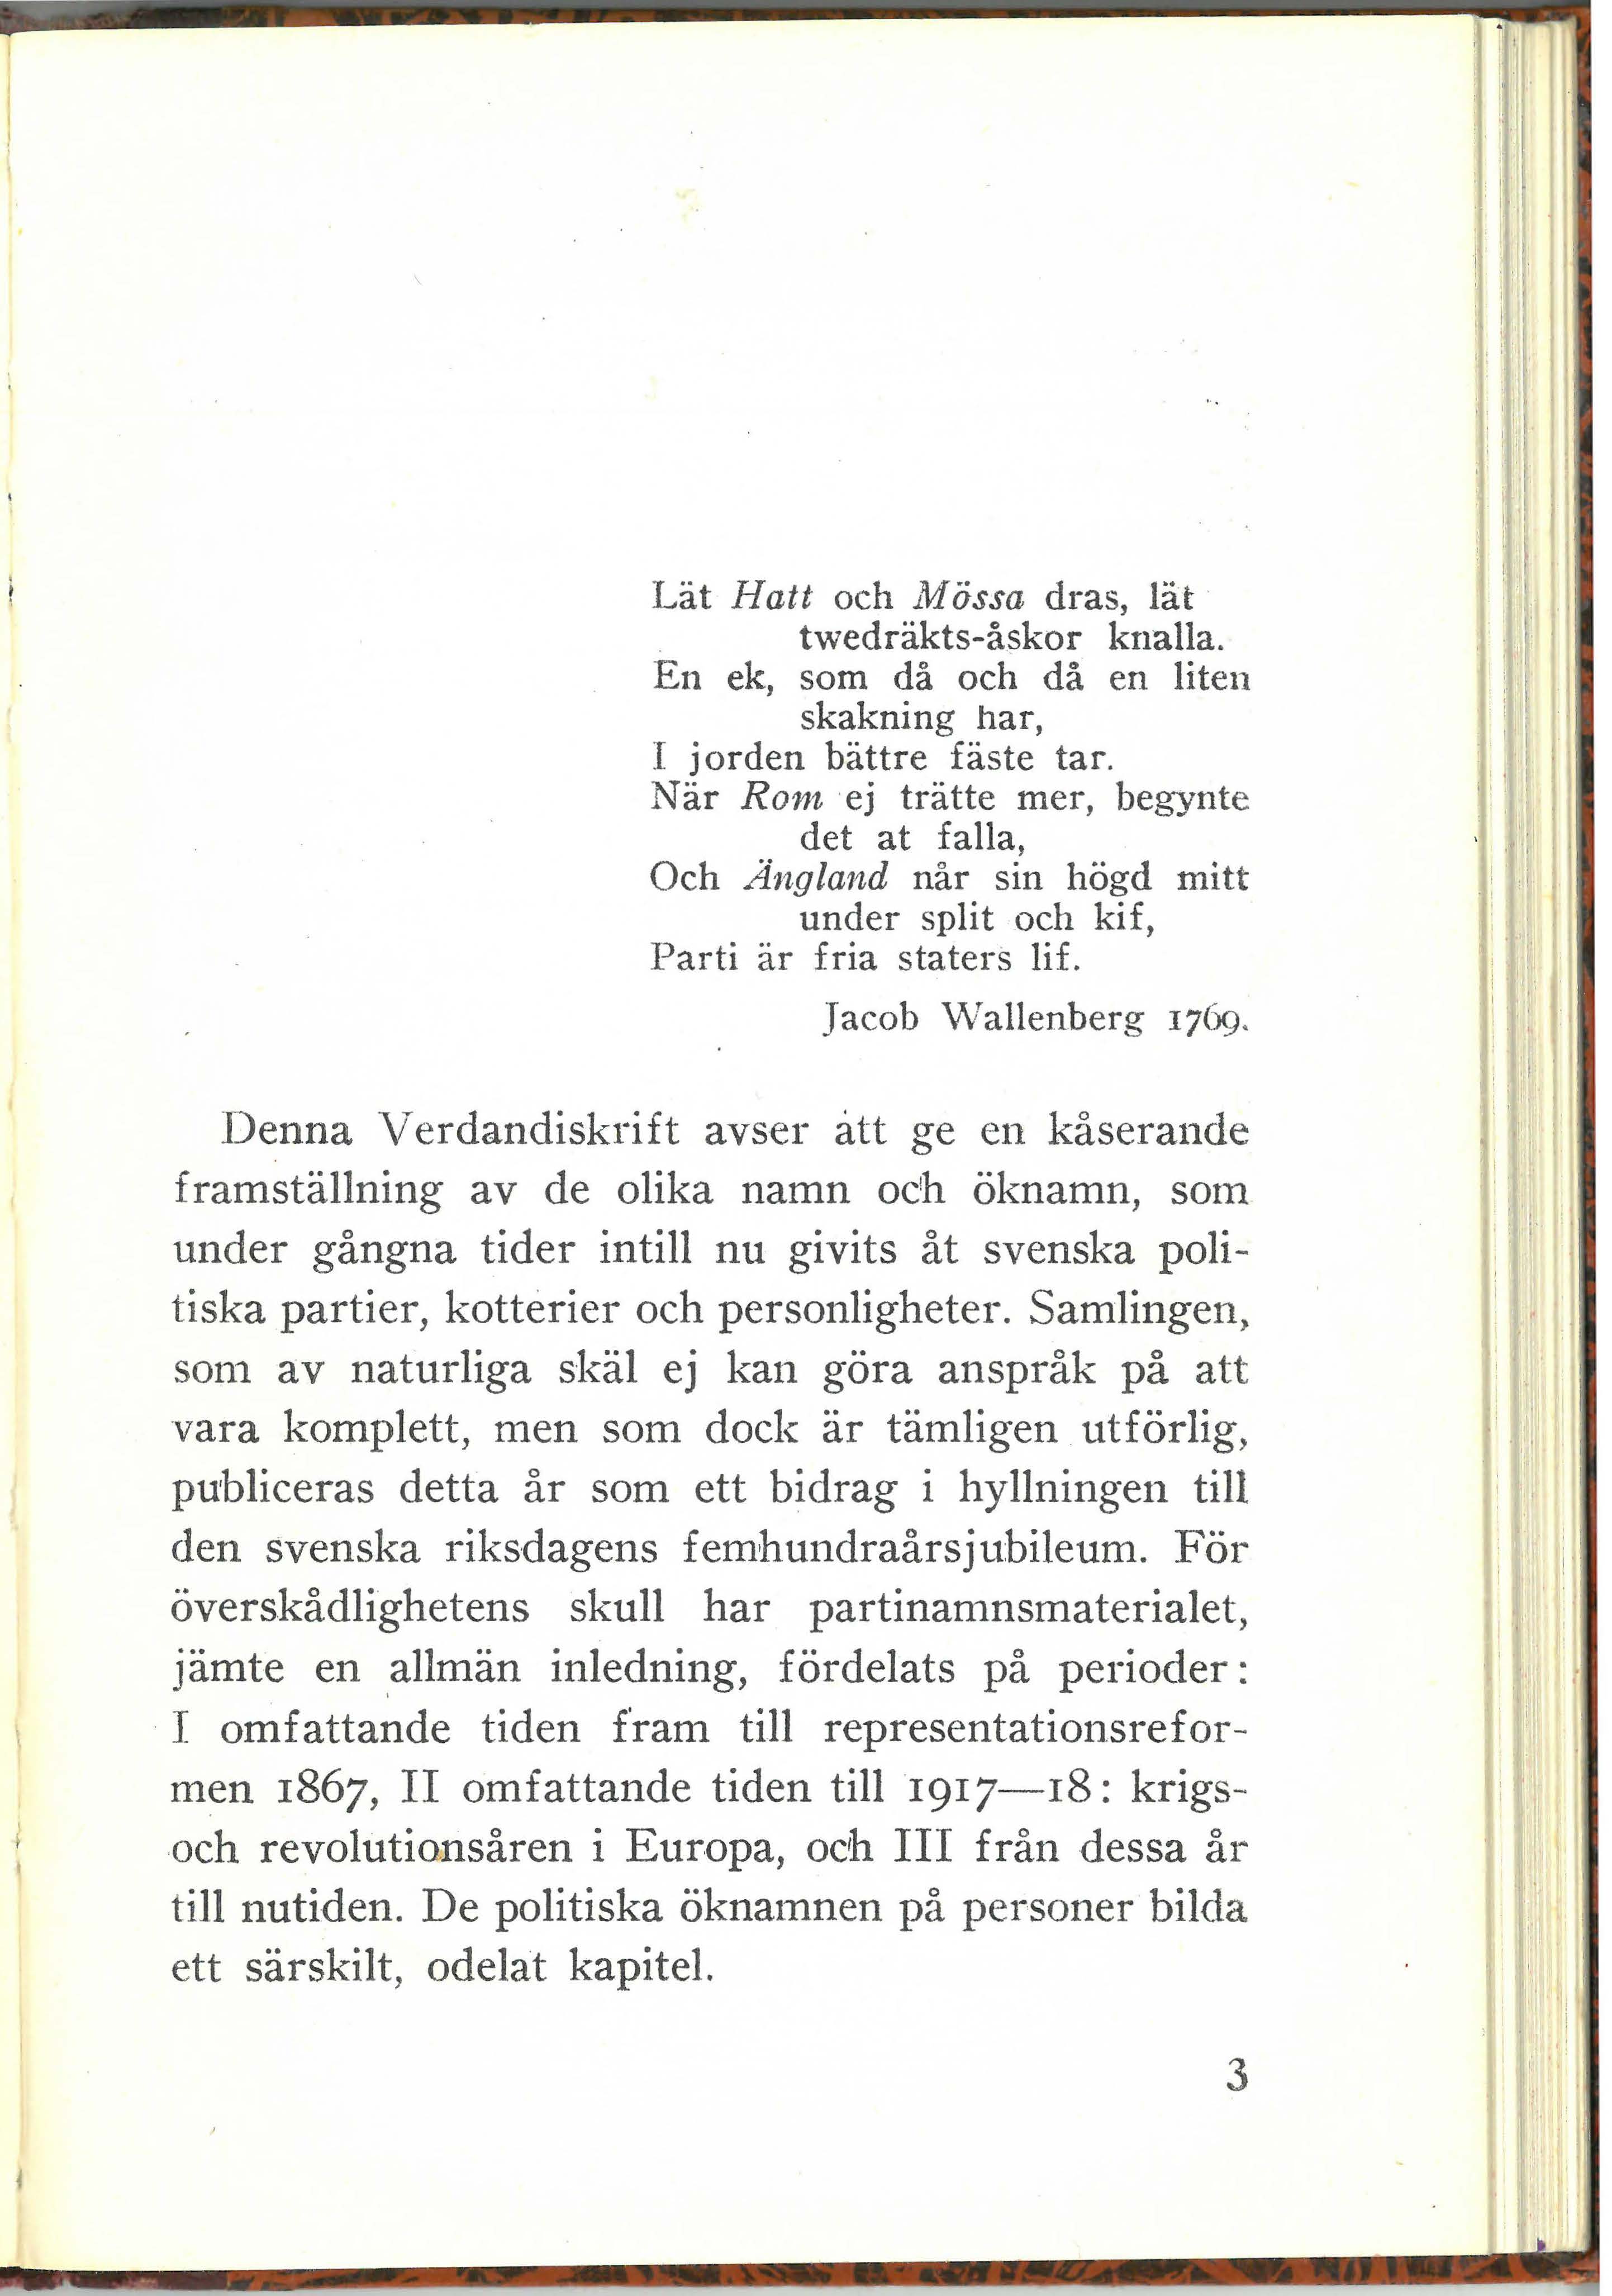 Lät Hatt och Mössa dras, lät
twedräkts-åskor knalla.
En ek, som då och då en liten
skakning har,
I jorden bättre fäste tar.
När Rom ej trätte mer, begynte
det at falla,
Och Ängland når sin högd mitt
under split och kif,
Parti är fria staters lif.
Jacob Wallenberg 1769.
Denna Verdandiskrift avser att ge en kåserande
framställning av de olika namn och öknamn, som
under gångna tider intill nu givits åt svenska poli-
tiska partier, kotterier och personligheter. Samlingen,
som av naturliga skäl ej kan göra anspråk på att
vara komplett, men som dock är tämligen utförlig,
publiceras detta år som ett bidrag i hyllningen till
den svenska riksdagens femhundraårsjubileum. För
överskådlighetens skull har partinamnsmaterialet,
jämte en allmän inledning, fördelats på perioder:
I omfattande tiden fram till representationsrefor-
men 1867, II omfattande tiden till 1917—18: krigs-
och revolutionsåren i Europa, och III från dessa år
till nutiden. De politiska öknamnen på personer bilda
ett särskilt, odelat kapitel.
3